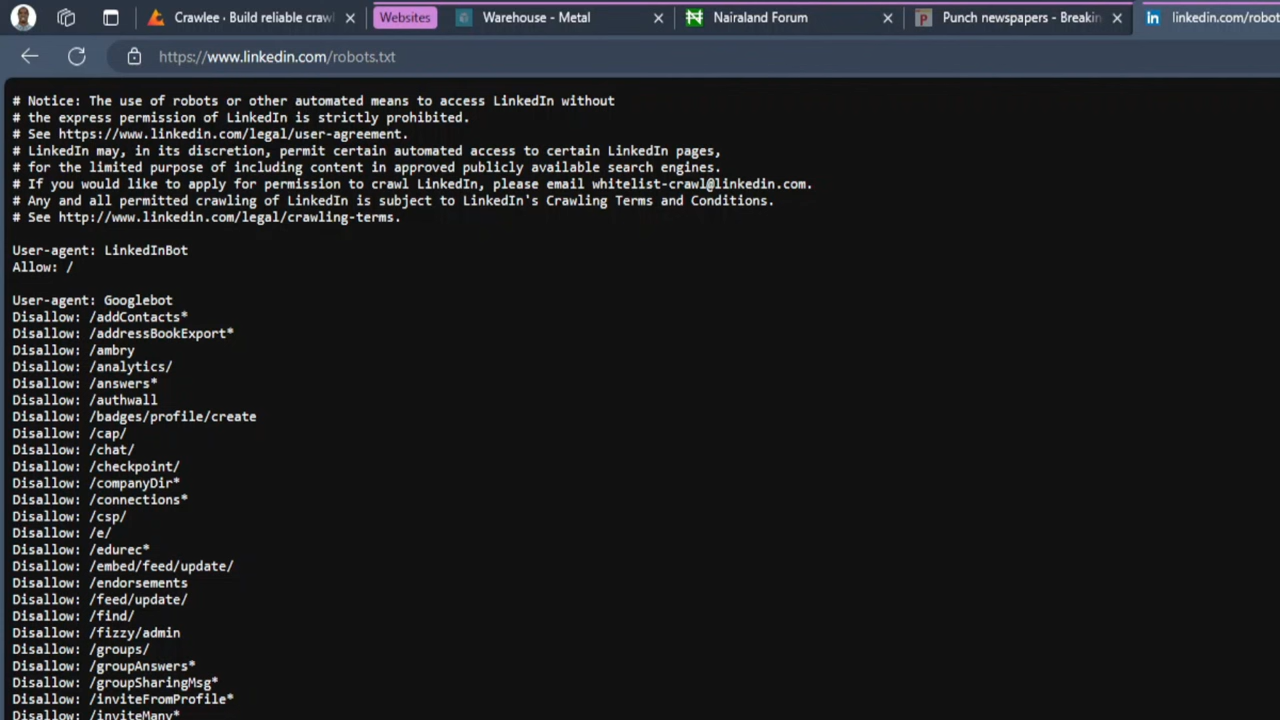 Crawlee · Build reliable crawl
Websites
Warehouse - Metal
Nairaland Forum
Punch newspapers - Breakin
linkedin.com/robot
https://www.linkedin.com/robots.txt
# Notice: The use of robots or other automated means to access LinkedIn without
# the express permission of LinkedIn is strictly prohibited.
# See https://www.linkedin.com/legal/user-agreement.
# LinkedIn may, in its discretion, permit certain automated access to certain LinkedIn pages,
# for the limited purpose of including content in approved publicly available search engines.
# If you would like to apply for permission to crawl LinkedIn, please email whitelist-crawl@linkedin.com.
# Any and all permitted crawling of LinkedIn is subject to LinkedIn's Crawling Terms and Conditions.
# See http://www.linkedin.com/legal/crawling-terms.
User-agent: LinkedInBot
Allow: /
User-agent: Googlebot
Disallow: /addContacts*
Disallow: /addressBookExport*
Disallow: /ambry
Disallow: /analytics/
Disallow: /answers*
Disallow: /authwall
Disallow: /badges/profile/create
Disallow: /cap/
Disallow: /chat/
Disallow: /checkpoint/
Disallow: /companyDir*
Disallow: /connections*
Disallow: /csp/
Disallow: /e/
Disallow: /edurec*
Disallow: /embed/feed/update/
Disallow: /endorsements
Disallow: /feed/update/
Disallow: /find/
Disallow: /fizzy/admin
Disallow: /groups/
Disallow: /groupAnswers*
Disallow: /groupSharingMsg*
Disallow: /inviteFromProfile*
Disallow: /inviteMany*